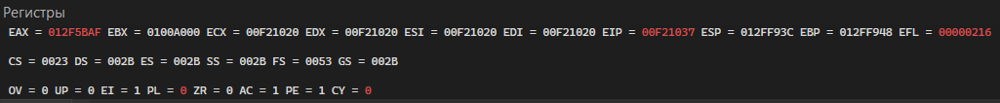 Регистры
EAX = 012F5BAF EBX = 0100A000 ECX = 00F21020 EDX = 00F21020 ESI = 00F21020 EDI = 00F21020 EIP = 00F21037 ESP = 012FF93C EBP = 012FF948 EFL = 00000216
CS = 0023 DS = 002B ES = 002B SS = 002B FS = 0053 GS = 002B
OV = 0 UP = 0 EI = 1 PL = 0 ZR = 0 AC = 1 PE = 1 CY = 0